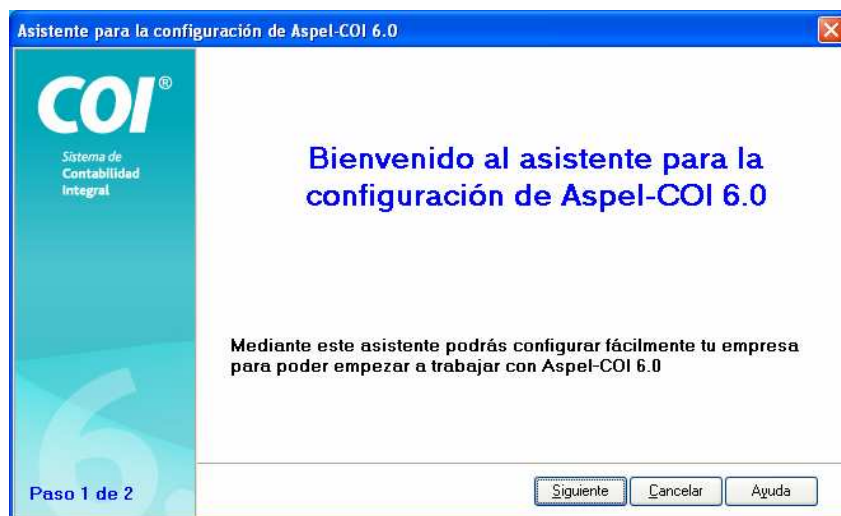 Asistente para la configuración de Aspel-COI 6.0
COI®
Sistema de
Contabilidad
Integral
Bienvenido al asistente para la
configuración de Aspel-COI 6.0
Mediante este asistente podrás configurar fácilmente tu empresa
para poder empezar a trabajar con Aspel-COI 6.0
6.
Paso 1 de 2
Siguiente Cancelar Ayuda